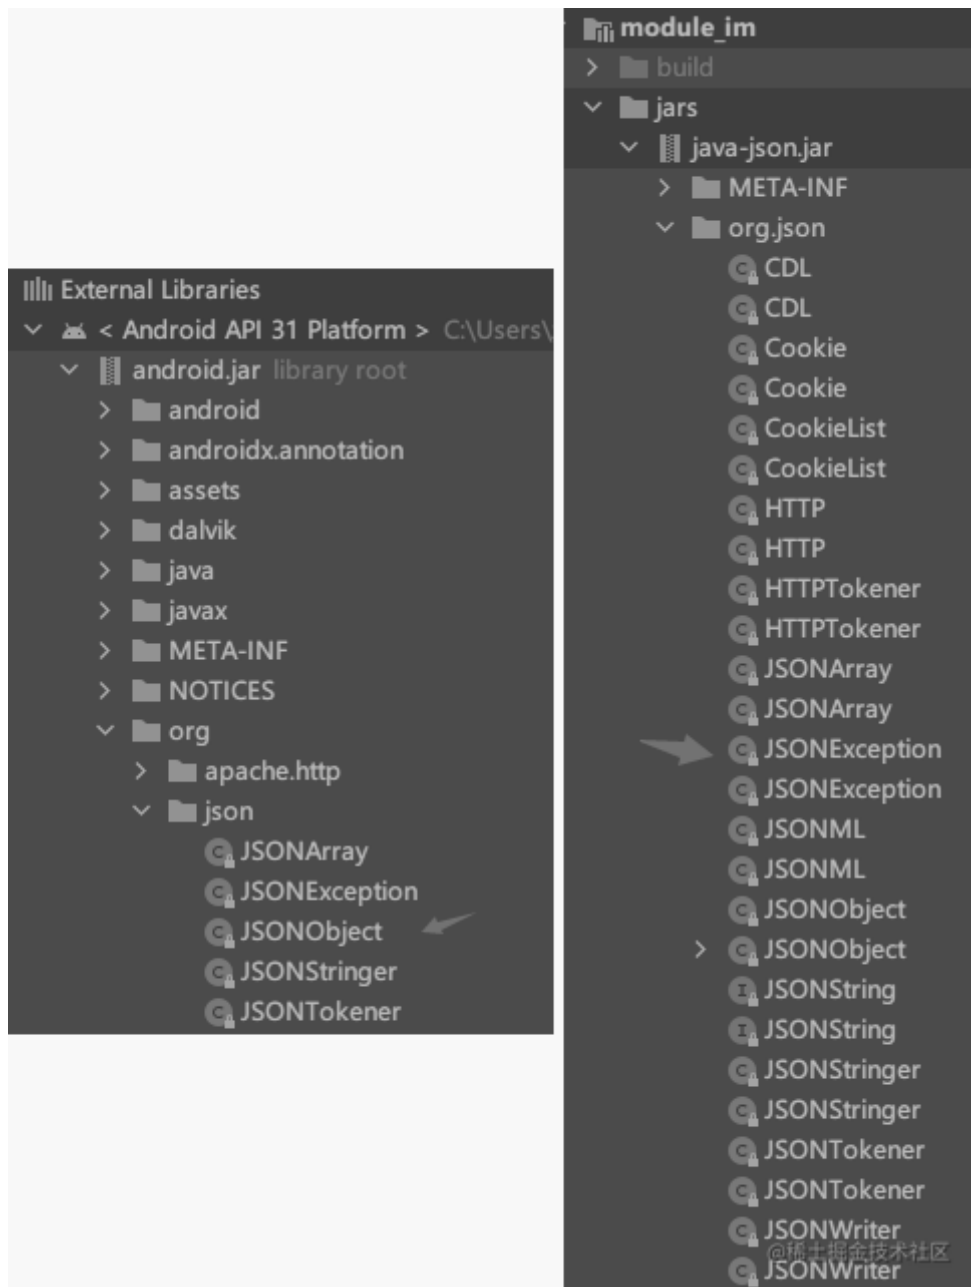 External Libraries
< Android API 31 Platform > C:\Users\
android.jar library root
android
androidx.annotation
assets
dalvik
java
javax
META-INF
NOTICES
org
apache.http
json
JSONArray
JSONException
JSONObject
JSONStringer
JSONTokener
module_im
build
jars
java-json.jar
META-INF
org.json
CDL
CDL
Cookie
Cookie
CookieList
CookieList
HTTP
HTTP
HTTPTokener
HTTPTokener
JSONArray
JSONArray
JSONException
JSONException
JSONML
JSONML
JSONObject
JSONObject
JSONString
JSONString
JSONStringer
JSONStringer
JSONTokener
JSONTokener
JSONWriter
@稀土掘金技术社区
JSONWriter